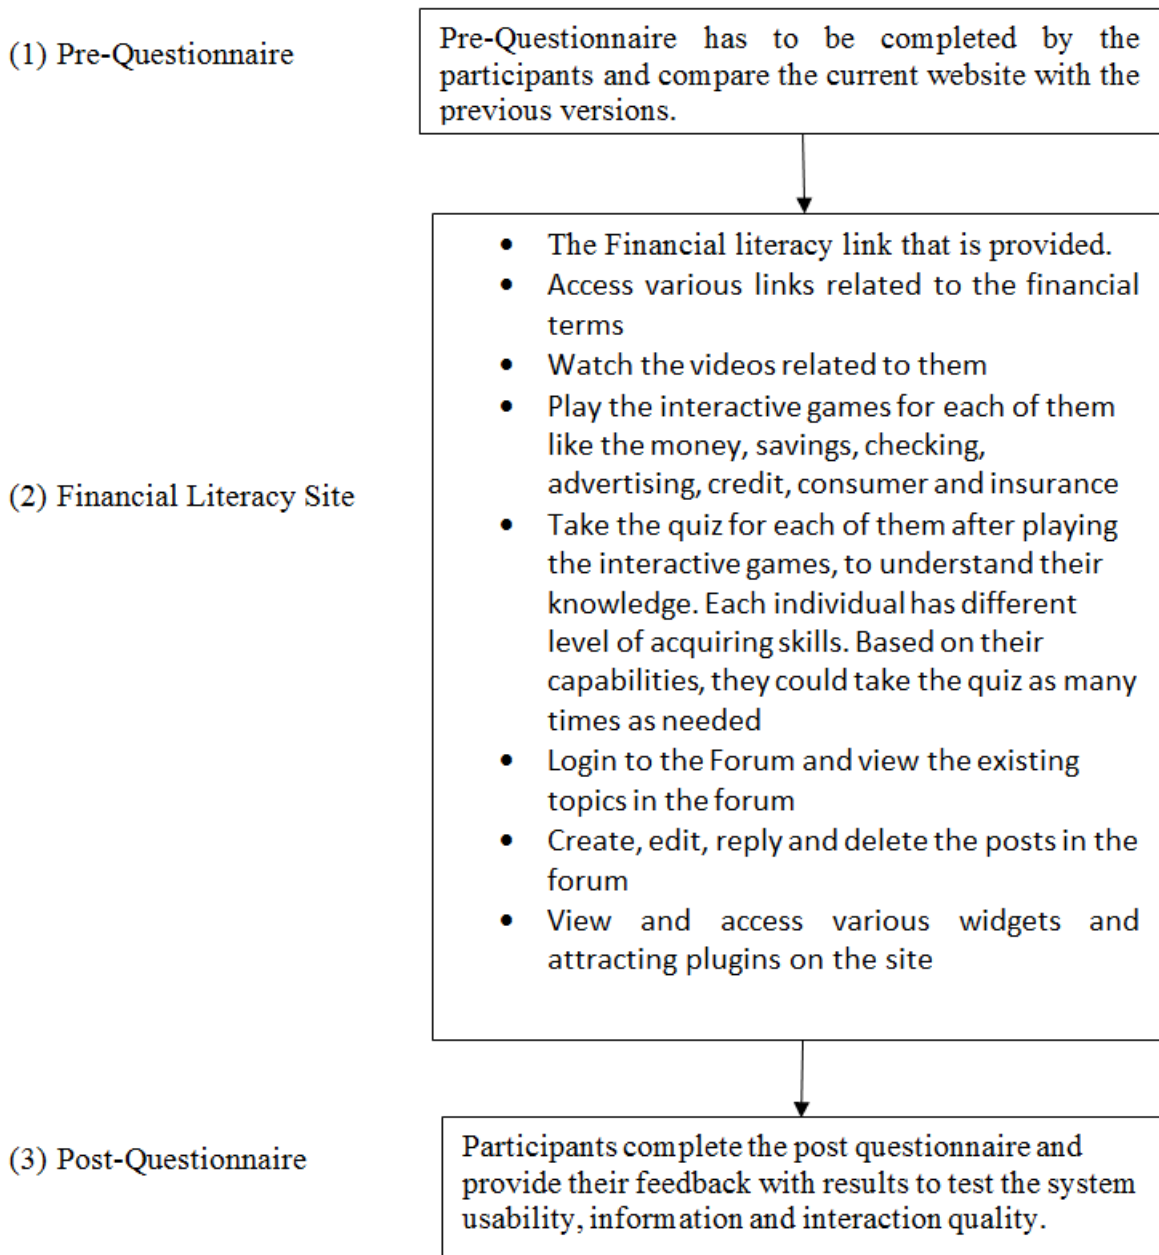 (1) Pre-Questionnaire
Pre-Questionnaire has to be completed by the
participants and compare the current website with the
previous versions.
(2) Financial Literacy Site
• The Financial literacy link that is provided.
• Access various links related to the financial
terms
• Watch the videos related to them
• Play the interactive games for each of them
like the money, savings, checking,
advertising, credit, consumer and insurance
• Take the quiz for each of them after playing
the interactive games, to understand their
knowledge. Each individual has different
level of acquiring skills. Based on their
capabilities, they could take the quiz as many
times as needed
• Login to the Forum and view the existing
topics in the forum
• Create, edit, reply and delete the posts in the
forum
• View and access various widgets and
attracting plugins on the site
(3) Post-Questionnaire
Participants complete the post questionnaire and
provide their feedback with results to test the system
usability, information and interaction quality.